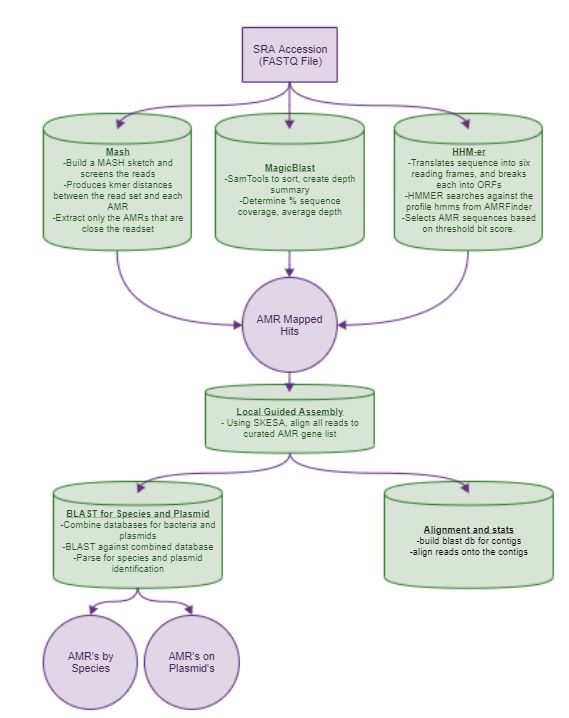 SRA Accession
(FASTQ File)
Mash
-Build a MASH sketch and
screens the reads
-Produces kmer distances
between the read set and each
AMR
-Extract only the AMRs that are
close the readset
MagicBlast
-SamTools to sort, create depth
summary
-Determine % sequence
coverage, average depth
HHM-er
-Translates sequence into six
reading frames, and breaks
each into ORFs
-HMMER searches against the
profile hmms from AMRFinder
-Selects AMR sequences based
on threshold bit score.
AMR Mapped
Hits
Local Guided Assembly
- Using SKESA, align all reads to
curated AMR gene list
BLAST for Species and Plasmid
-Combine databases for bacteria and
plasmids
-BLAST against combined database
-Parse for species and plasmid
identification
Alignment and stats
-build blast db for contigs
-align reads onto the contigs
AMR's by
Species
AMR's on
Plasmid's